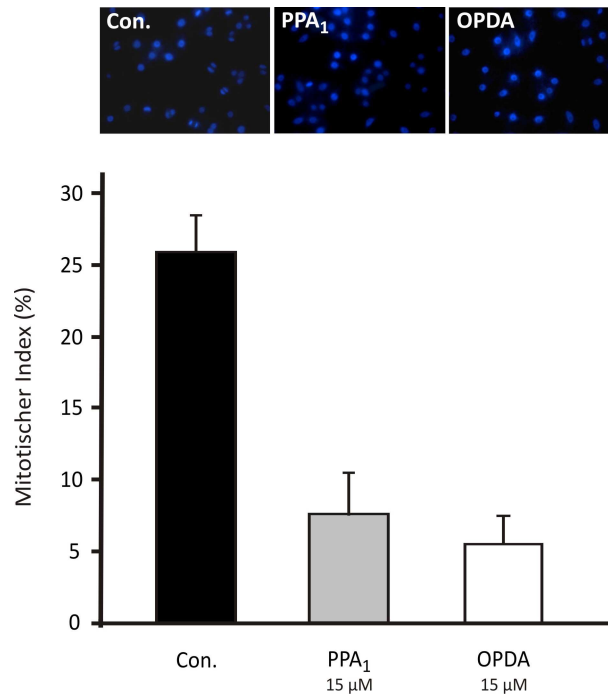 Con.
PPA₁
OPDA
Mitotischer Index (%)
30
25
20
15
10
5
0
Con.
PPA₁
OPDA
15 µM
15 µM